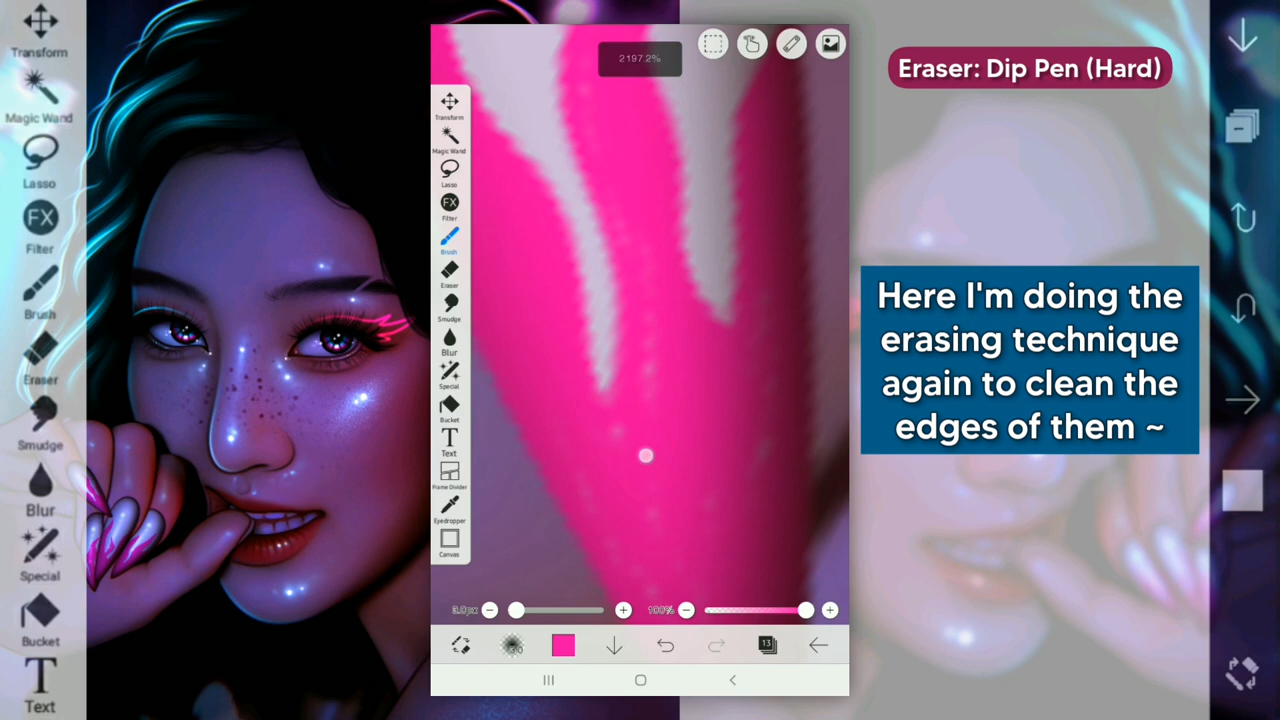 Transform
Magic Wand
Lasso
Filter
FX
Brush
Eraser
Smudge
Blur
Special
Bucket
Text
2197.2%
Transform
Magic Wand
Lasso
FX
Filter
Brush
Eraser
Smudge
Blur
Special
Bucket
T
Text
Frame Divider
Eyedropper
Canvas
3.0px
100%
13
Eraser: Dip Pen (Hard)
Here I'm doing the
erasing technique
again to clean the
edges of them ~